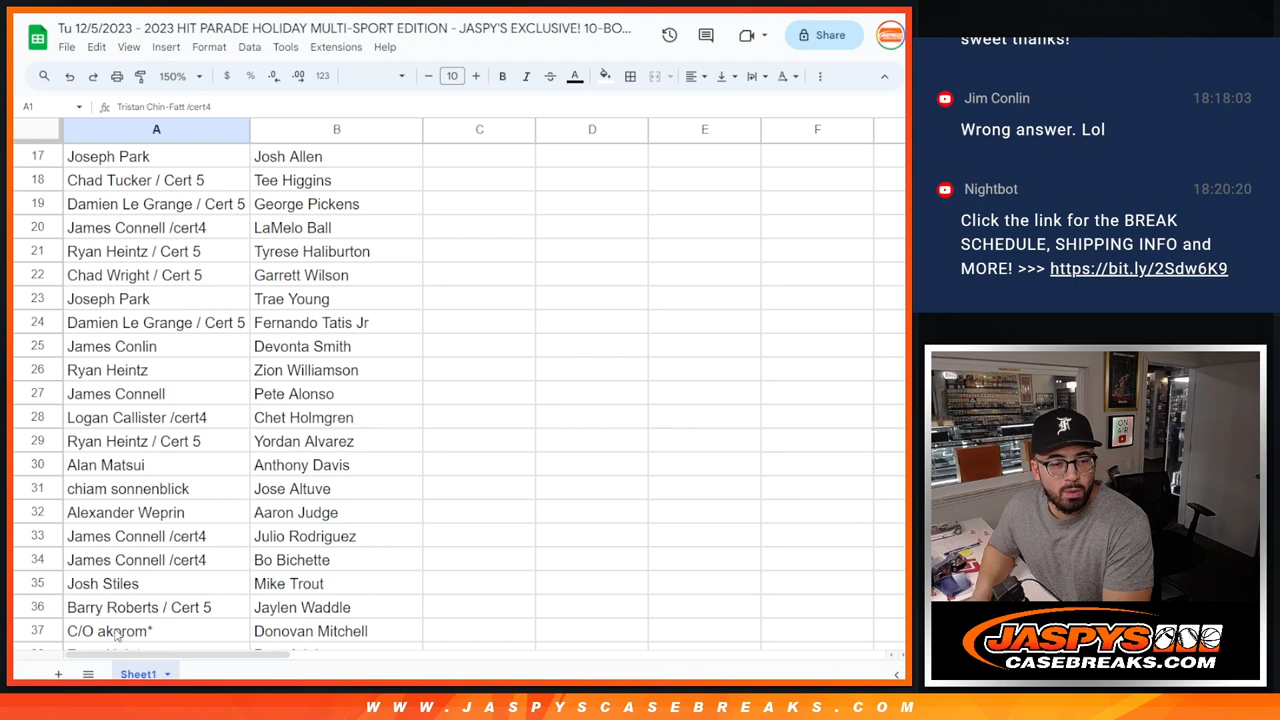 Tu 12/5/2023 - 2023 HIT PARADE HOLIDAY MULTI-SPORT EDITION - JASPY'S EXCLUSIVE! 10-BO...
File Edit View Insert Format Data Tools Extensions Help
Share
150% $ % .0 .00 123 10 B I A
A1 Tristan Chin-Fatt /cert4
A B C D E F
17 Joseph Park Josh Allen
18 Chad Tucker / Cert 5 Tee Higgins
19 Damien Le Grange / Cert 5 George Pickens
20 James Connell /cert4 LaMelo Ball
21 Ryan Heintz / Cert 5 Tyrese Haliburton
22 Chad Wright / Cert 5 Garrett Wilson
23 Joseph Park Trae Young
24 Damien Le Grange / Cert 5 Fernando Tatis Jr
25 James Conlin Devonta Smith
26 Ryan Heintz Zion Williamson
27 James Connell Pete Alonso
28 Logan Callister /cert4 Chet Holmgren
29 Ryan Heintz / Cert 5 Yordan Alvarez
30 Alan Matsui Anthony Davis
31 chiam sonnenblick Jose Altuve
32 Alexander Weprin Aaron Judge
33 James Connell /cert4 Julio Rodriguez
34 James Connell /cert4 Bo Bichette
35 Josh Stiles Mike Trout
36 Barry Roberts / Cert 5 Jaylen Waddle
37 C/O Donovan Mitchell
Sheet1
sweet thanks!
Jim Conlin 18:18:03
Wrong answer. Lol
Nightbot 18:20:20
Click the link for the BREAK
SCHEDULE, SHIPPING INFO and
MORE! >>> https://bit.ly/2Sdw6K9
ON
AIR
JASPYS
CASEBREAKS.COM
WWW.JASPYSCASEBREAKS.COM